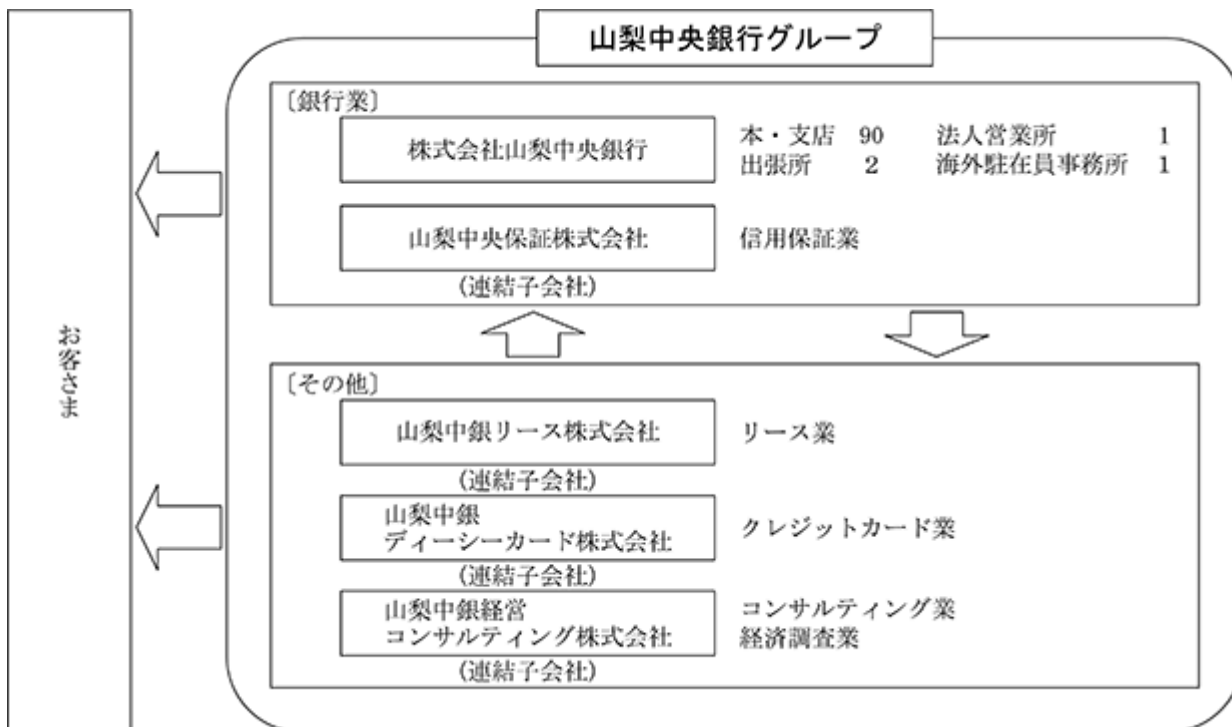 山梨中央銀行グループ
〔銀行業〕
株式会社山梨中央銀行
本・支店 90 法人営業所 1
出張所 2 海外駐在員事務所 1
山梨中央保証株式会社
信用保証業
(連結子会社)
お客さま
〔その他〕
山梨中銀リース株式会社
リース業
(連結子会社)
山梨中銀
ディーシーカード株式会社
クレジットカード業
(連結子会社)
山梨中銀経営
コンサルティング株式会社
コンサルティング業
経済調査業
(連結子会社)